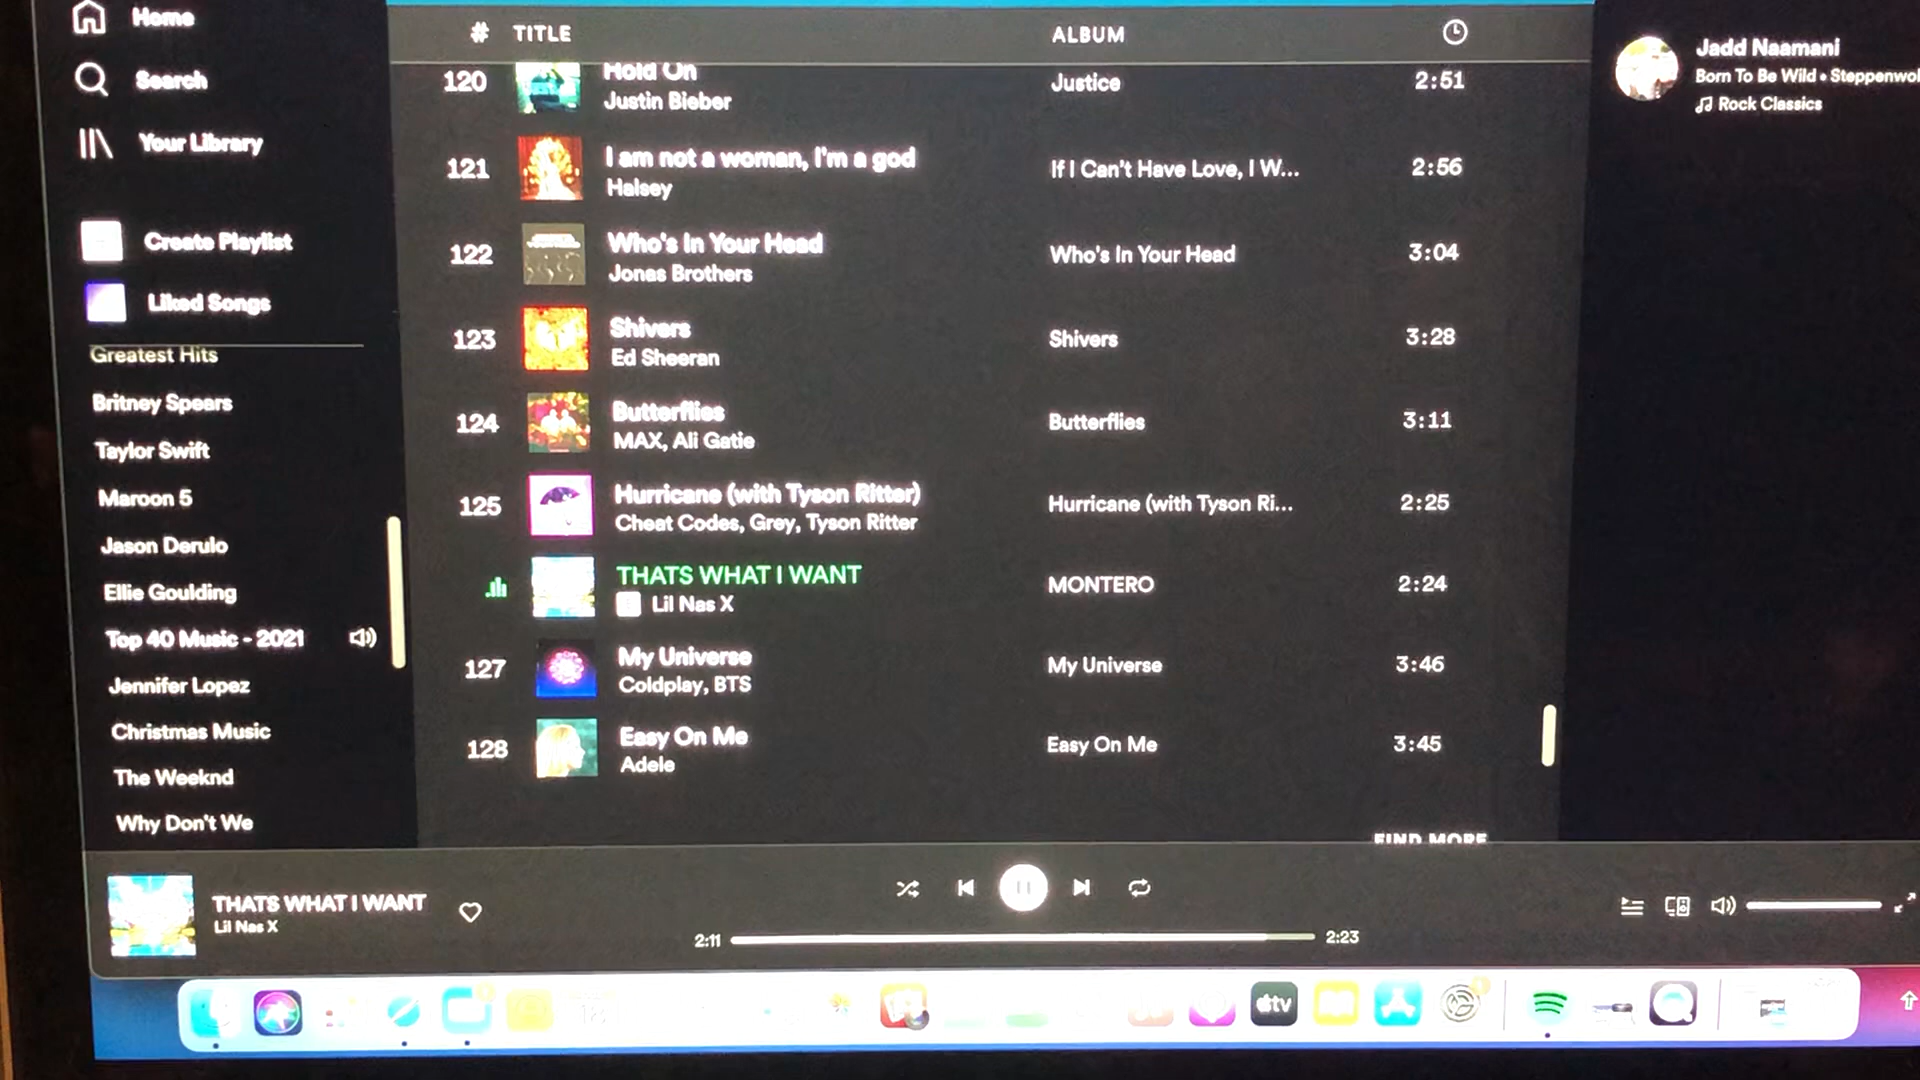 Home
Search
Your Library
Create Playlist
Liked Songs
Greatest Hits
Britney Spears
Taylor Swift
Maroon 5
Jason Derulo
Ellie Goulding
Top 40 Music - 2021
Jennifer Lopez
Christmas Music
The Weeknd
Why Don't We
# TITLE ALBUM
120 Hold On Justice 2:51
Justin Bieber
121 I am not a woman, I'm a god If I Can't Have Love, I W... 2:56
Halsey
122 Who's In Your Head Who's In Your Head 3:04
Jonas Brothers
123 Shivers Shivers 3:28
Ed Sheeran
124 Butterflies Butterflies 3:11
MAX, Ali Gatie
125 Hurricane (with Tyson Ritter) Hurricane (with Tyson Ri... 2:25
Cheat Codes, Grey, Tyson Ritter
THATS WHAT I WANT MONTERO 2:24
Lil Nas X
127 My Universe My Universe 3:46
Coldplay, BTS
128 Easy On Me Easy On Me 3:45
Adele
FIND MORE
Jadd Naamani
Born To Be Wild • Steppenwol
Rock Classics
THATS WHAT I WANT
Lil Nas X
2:11 2:23
tv